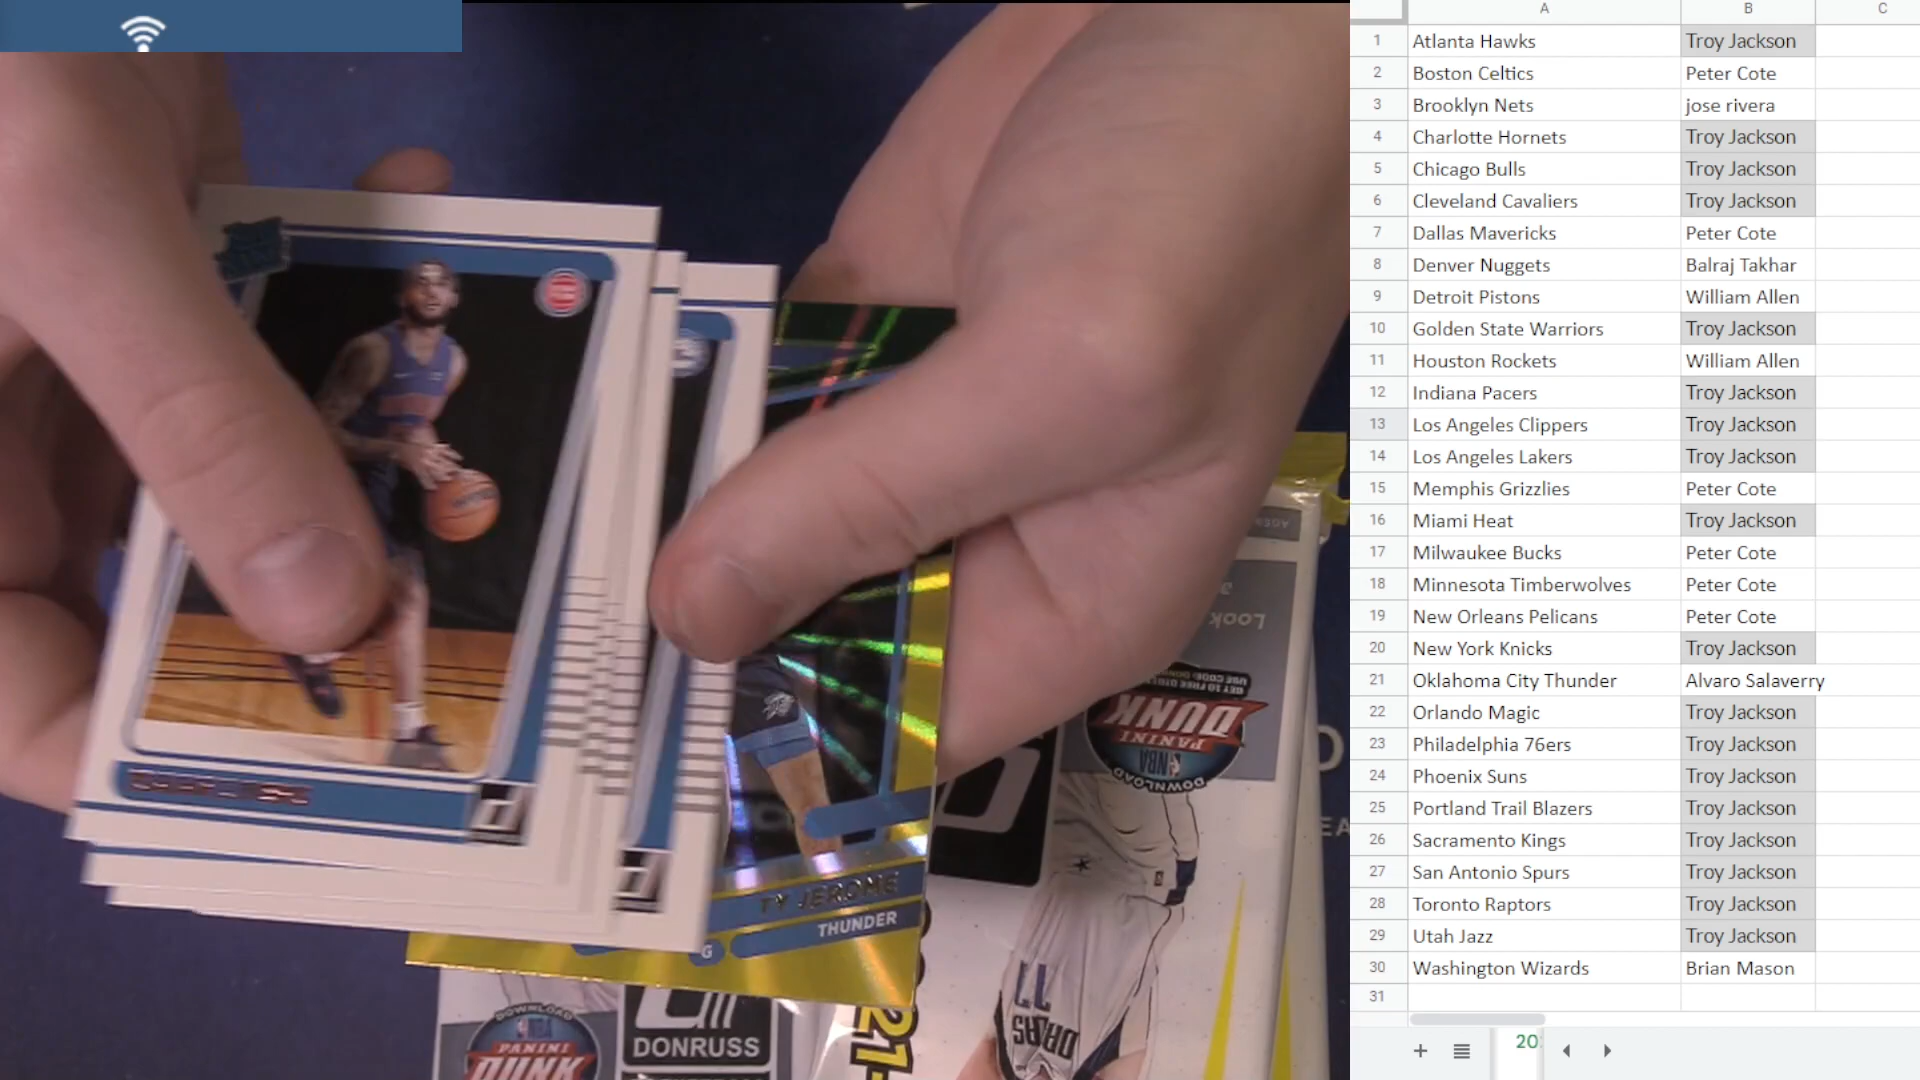 A B C
1 Atlanta Hawks Troy Jackson
2 Boston Celtics Peter Cote
3 Brooklyn Nets jose rivera
4 Charlotte Hornets Troy Jackson
5 Chicago Bulls Troy Jackson
6 Cleveland Cavaliers Troy Jackson
7 Dallas Mavericks Peter Cote
8 Denver Nuggets Balraj Takhar
9 Detroit Pistons William Allen
10 Golden State Warriors Troy Jackson
11 Houston Rockets William Allen
12 Indiana Pacers Troy Jackson
13 Los Angeles Clippers Troy Jackson
14 Los Angeles Lakers Troy Jackson
15 Memphis Grizzlies Peter Cote
16 Miami Heat Troy Jackson
17 Milwaukee Bucks Peter Cote
18 Minnesota Timberwolves Peter Cote
19 New Orleans Pelicans Peter Cote
20 New York Knicks Troy Jackson
21 Oklahoma City Thunder Alvaro Salaverry
22 Orlando Magic Troy Jackson
23 Philadelphia 76ers Troy Jackson
24 Phoenix Suns Troy Jackson
25 Portland Trail Blazers Troy Jackson
26 Sacramento Kings Troy Jackson
27 San Antonio Spurs Troy Jackson
28 Toronto Raptors Troy Jackson
29 Utah Jazz Troy Jackson
30 Washington Wizards Brian Mason
31
20
TY JEROME
THUNDER
G
Look
DOWNLOAD
NBA
PANINI
DUNK
77
DOWNLOAD
NBA
PANINI
DUNK
DONRUSS
21-